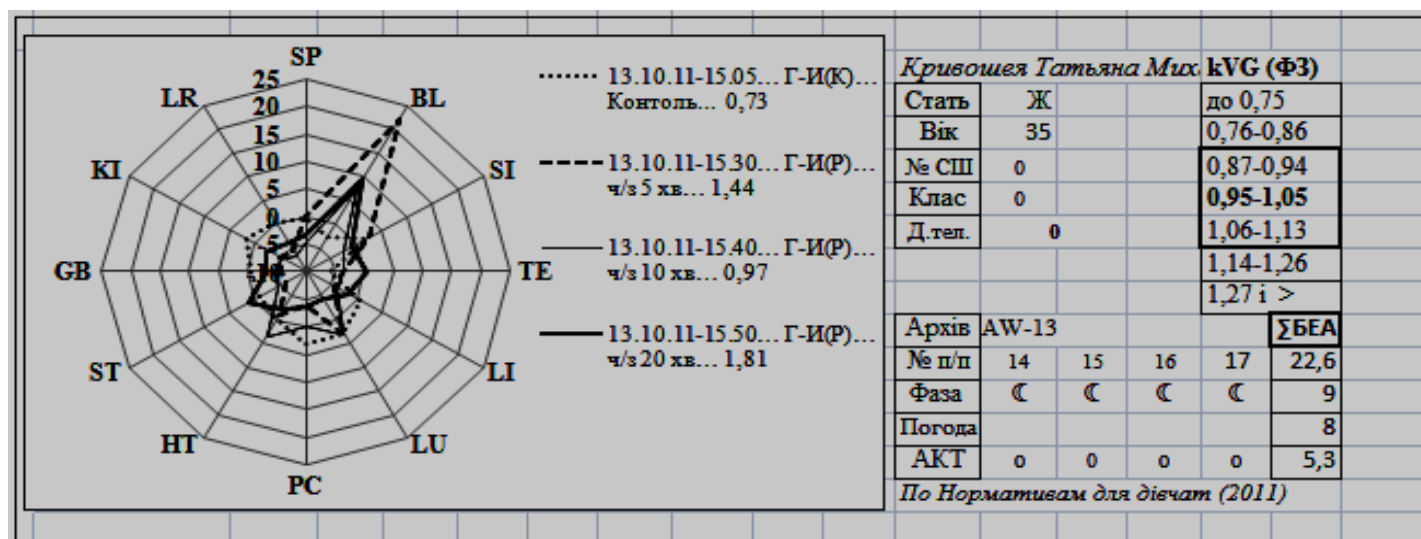 SP
25
20
15
10
5
0
5
10
BL
SI
TE
LI
LU
PC
HT
ST
GB
KI
LR
13.10.11-15.05... Г-И(К)...
Контоль... 0,73
13.10.11-15.30... Г-И(Р)...
ч/з 5 хв... 1,44
13.10.11-15.40... Г-И(Р)...
ч/з 10 хв... 0,97
13.10.11-15.50... Г-И(Р)...
ч/з 20 хв... 1,81
Кривошея Татьяна Мих. kVG (ФЗ)
Стать Ж до 0,75
Вік 35 0,76-0,86
№ СШ 0 0,87-0,94
Клас 0 0,95-1,05
Д.тел. 0 1,06-1,13
1,14-1,26
1,27 і >
Архів AW-13 ∑БЕА
№ п/п 14 15 16 17 22,6
Фаза ☾ ☾ ☾ ☾ 9
Погода 8
АКТ 0 0 0 0 5,3
По Нормативам для дівчат (2011)